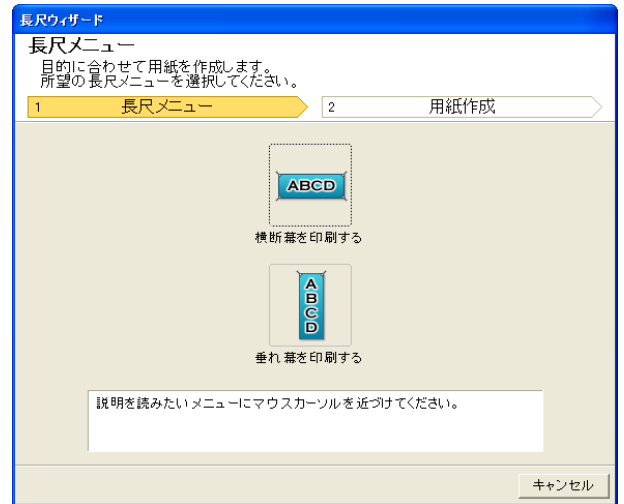 長尺ウィザード
長尺メニュー
目的に合わせて用紙を作成します。
所望の長尺メニューを選択してください。
1 長尺メニュー 2 用紙作成
ABCD
横断幕を印刷する
A
B
C
D
垂れ幕を印刷する
説明を読みたいメニューにマウスカーソルを近づけてください。
キャンセル